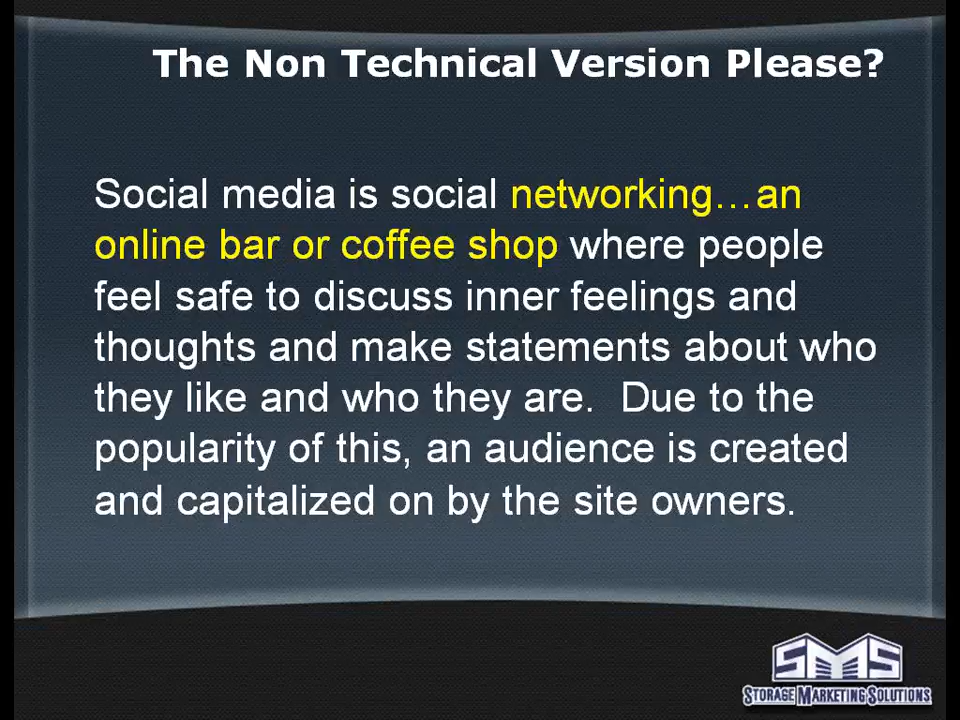 The Non Technical Version Please?
Social media is social networking…an
online bar or coffee shop where people
feel safe to discuss inner feelings and
thoughts and make statements about who
they like and who they are.  Due to the
popularity of this, an audience is created
and capitalized on by the site owners.
SMS
STORAGE MARKETING SOLUTIONS